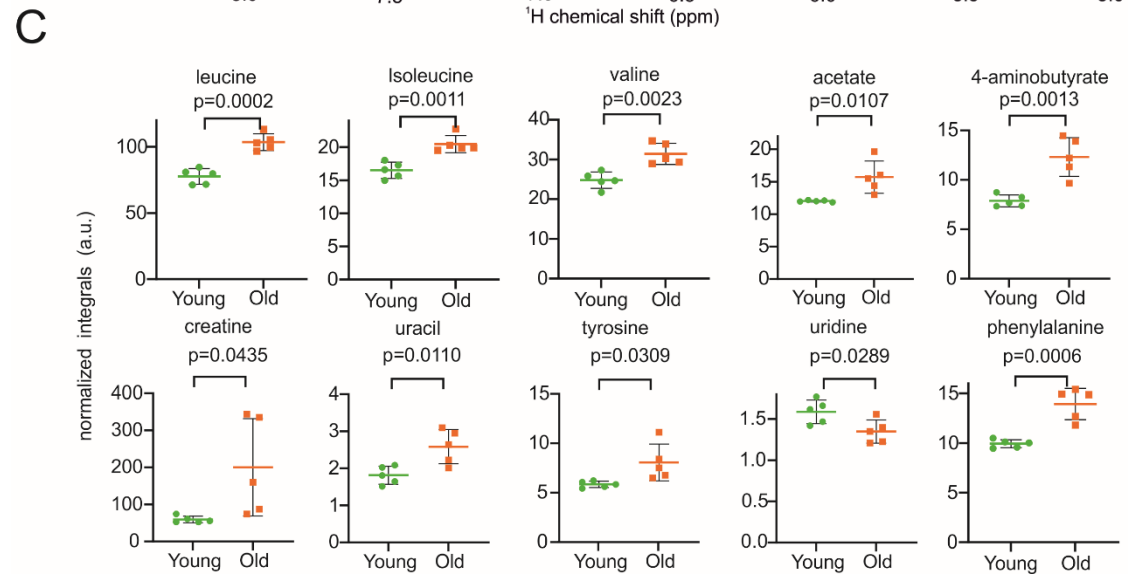 ¹H chemical shift (ppm)
C
leucine
p=0.0002
Isoleucine
p=0.0011
valine
p=0.0023
acetate
p=0.0107
4-aminobutyrate
p=0.0013
normalized integrals (a.u.)
100
50
0
Young Old
20
15
10
5
0
Young Old
40
30
20
10
0
Young Old
20
15
10
5
0
Young Old
15
10
5
0
Young Old
creatine
p=0.0435
uracil
p=0.0110
tyrosine
p=0.0309
uridine
p=0.0289
phenylalanine
p=0.0006
400
300
200
100
0
Young Old
4
3
2
1
0
Young Old
15
10
5
0
Young Old
1.5
1.0
0.5
0.0
Young Old
15
10
5
0
Young Old